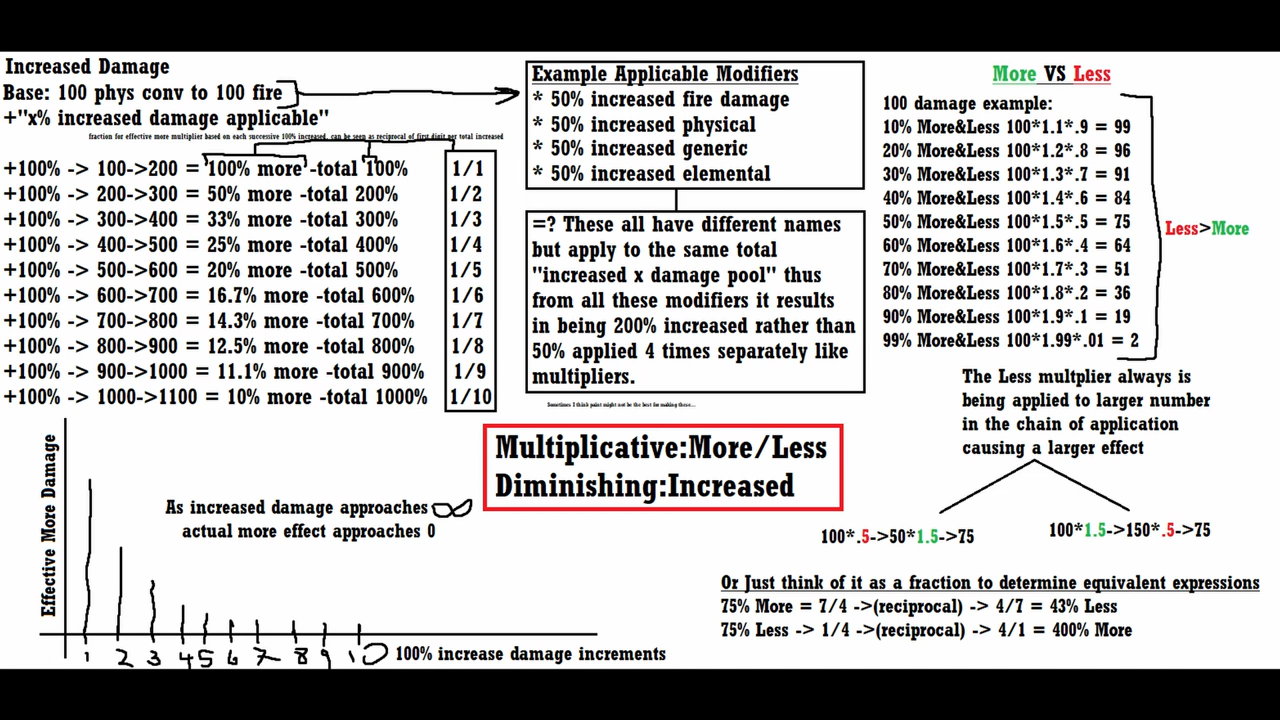 Increased Damage
Base: 100 phys conv to 100 fire
+"x% increased damage applicable"
fraction for effective more multiplier based on each successive 100% increased, can be seen as reciprocal of first digit per total increased
+100% -> 100->200 = 100% more -total 100% 1/1
+100% -> 200->300 = 50% more -total 200% 1/2
+100% -> 300->400 = 33% more -total 300% 1/3
+100% -> 400->500 = 25% more -total 400% 1/4
+100% -> 500->600 = 20% more -total 500% 1/5
+100% -> 600->700 = 16.7% more -total 600% 1/6
+100% -> 700->800 = 14.3% more -total 700% 1/7
+100% -> 800->900 = 12.5% more -total 800% 1/8
+100% -> 900->1000 = 11.1% more -total 900% 1/9
+100% -> 1000->1100 = 10% more -total 1000% 1/10
Example Applicable Modifiers
* 50% increased fire damage
* 50% increased physical
* 50% increased generic
* 50% increased elemental
=? These all have different names
but apply to the same total
"increased x damage pool" thus
from all these modifiers it results
in being 200% increased rather than
50% applied 4 times separately like
multipliers.
Sometimes I think paint might not be the best for making these...
Multiplicative:More/Less
Diminishing:Increased
More VS Less
100 damage example:
10% More&Less 100*1.1*.9 = 99
20% More&Less 100*1.2*.8 = 96
30% More&Less 100*1.3*.7 = 91
40% More&Less 100*1.4*.6 = 84
50% More&Less 100*1.5*.5 = 75
60% More&Less 100*1.6*.4 = 64
70% More&Less 100*1.7*.3 = 51
80% More&Less 100*1.8*.2 = 36
90% More&Less 100*1.9*.1 = 19
99% More&Less 100*1.99*.01 = 2
Less>More
The Less multplier always is
being applied to larger number
in the chain of application
causing a larger effect
100*.5->50*1.5->75
100*1.5->150*.5->75
Or Just think of it as a fraction to determine equivalent expressions
75% More = 7/4 ->(reciprocal) -> 4/7 = 43% Less
75% Less -> 1/4 ->(reciprocal) -> 4/1 = 400% More
Effective More Damage
As increased damage approaches ∞
actual more effect approaches 0
1 2 3 4 5 6 7 8 9 10
100% increase damage increments